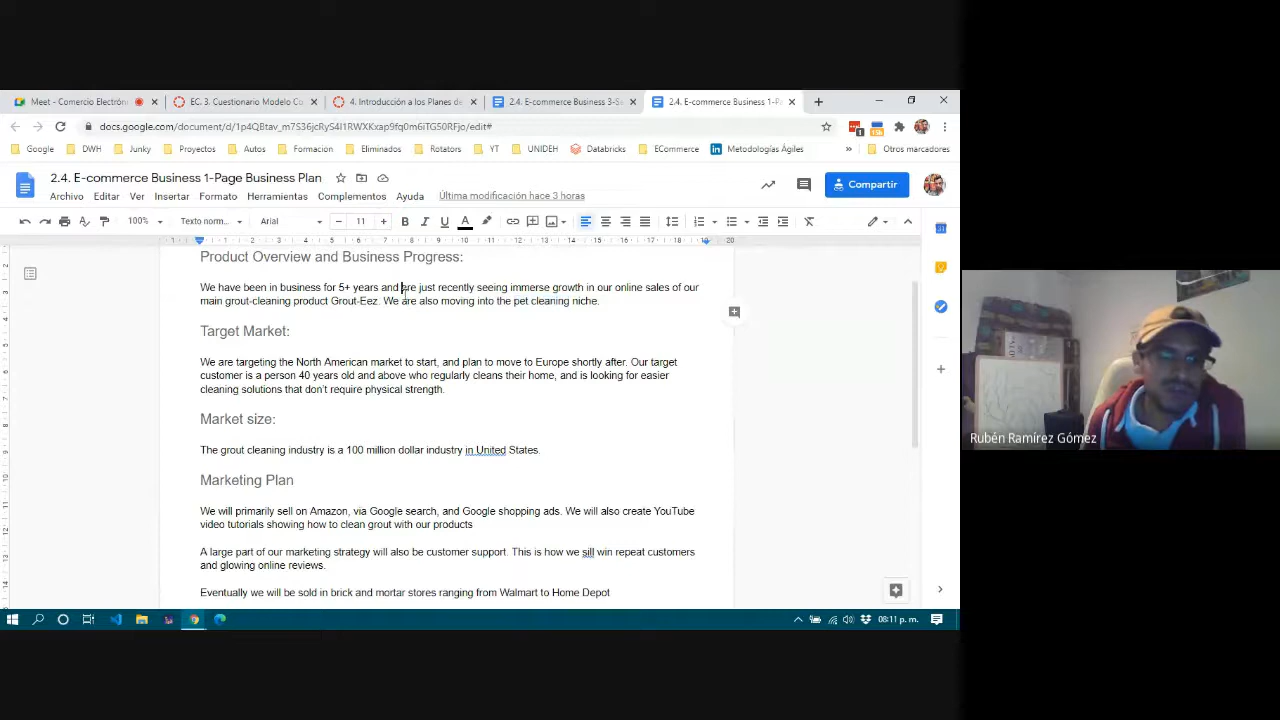 Meet - Comercio Electrón
EC. 3. Cuestionario Modelo Co
4. Introducción a los Planes de
2.4. E-commerce Business 3-Se
2.4. E-commerce Business 1-Pa
docs.google.com/document/d/1p4QBtav_m7S36jcRyS4I1RWXKxap9fq0m6iTG50RFjo/edit#
Google DWH Junky Proyectos Autos Formacion Eliminados Rotators YT UNIDEH Databricks ECommerce Metodologías Ágiles » Otros marcadores
2.4. E-commerce Business 1-Page Business Plan
Archivo Editar Ver Insertar Formato Herramientas Complementos Ayuda Última modificación hace 3 horas
Compartir
100% Texto norm... Arial 11
Product Overview and Business Progress:
We have been in business for 5+ years and are just recently seeing immerse growth in our online sales of our
main grout-cleaning product Grout-Eez. We are also moving into the pet cleaning niche.
Target Market:
We are targeting the North American market to start, and plan to move to Europe shortly after. Our target
customer is a person 40 years old and above who regularly cleans their home, and is looking for easier
cleaning solutions that don't require physical strength.
Market size:
The grout cleaning industry is a 100 million dollar industry in United States.
Marketing Plan
We will primarily sell on Amazon, via Google search, and Google shopping ads. We will also create YouTube
video tutorials showing how to clean grout with our products
A large part of our marketing strategy will also be customer support. This is how we sill win repeat customers
and glowing online reviews.
Eventually we will be sold in brick and mortar stores ranging from Walmart to Home Depot
08:11 p. m.
Rubén Ramírez Gómez